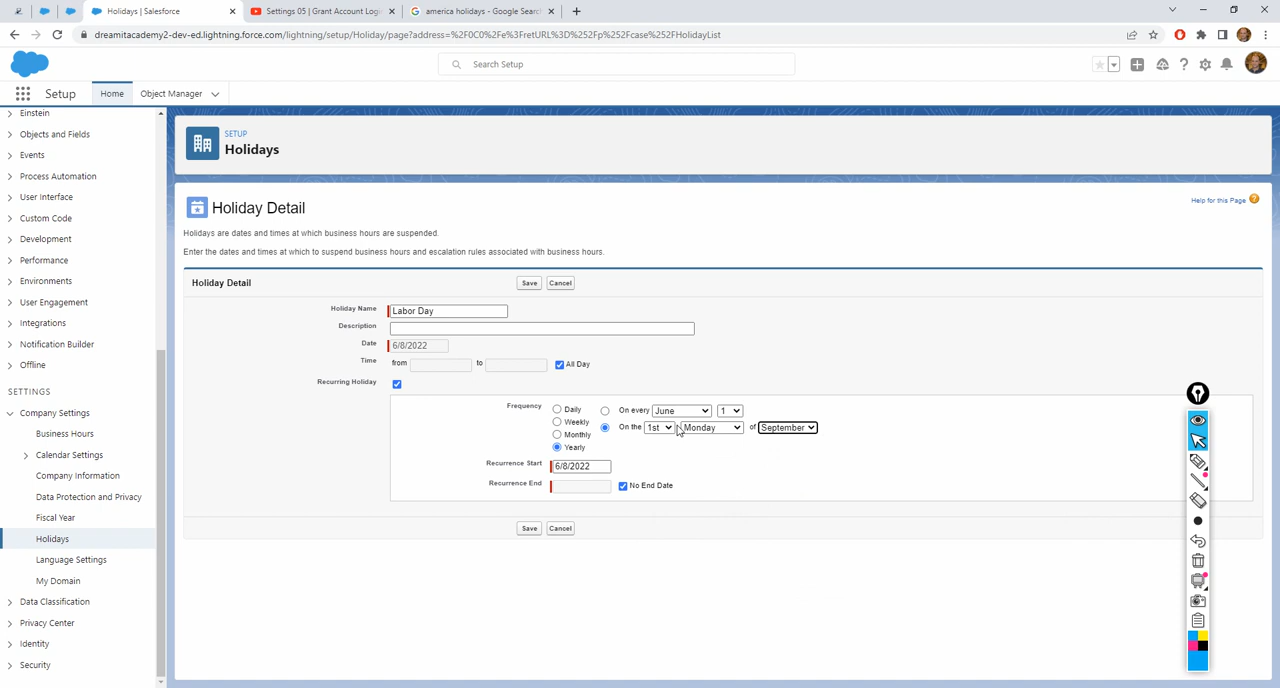 Holidays | Salesforce
Settings 05 | Grant Account Logi
america holidays - Google Search
dreamitacademy2-dev-ed.lightning.force.com/lightning/setup/Holiday/page?address=%2F0C0%2Fe%3FretURL%3D%252Fp%252Fcase%252FHolidayList
Search Setup
Setup
Home
Object Manager
Einstein
Objects and Fields
Events
Process Automation
User Interface
Custom Code
Development
Performance
Environments
User Engagement
Integrations
Notification Builder
Offline
SETTINGS
Company Settings
Business Hours
Calendar Settings
Company Information
Data Protection and Privacy
Fiscal Year
Holidays
Language Settings
My Domain
Data Classification
Privacy Center
Identity
Security
SETUP
Holidays
Holiday Detail
Help for this Page
Holidays are dates and times at which business hours are suspended.
Enter the dates and times at which to suspend business hours and escalation rules associated with business hours.
Holiday Detail
Save Cancel
Holiday Name Labor Day
Description
Date 6/8/2022
Time from to All Day
Recurring Holiday
Frequency Daily On every June 1
Weekly On the 1st Monday of September
Monthly
Yearly
Recurrence Start 6/8/2022
Recurrence End No End Date
Save Cancel